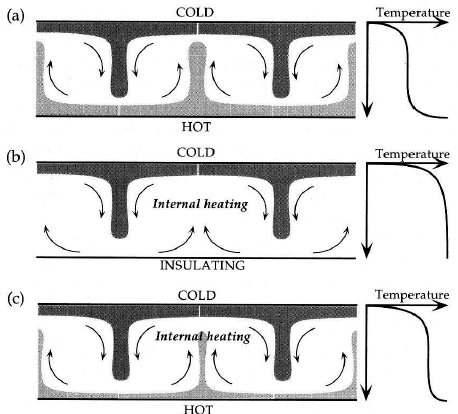 (a)
COLD
Temperature
HOT
(b)
COLD
Temperature
Internal heating
INSULATING
(c)
COLD
Temperature
Internal heating
HOT